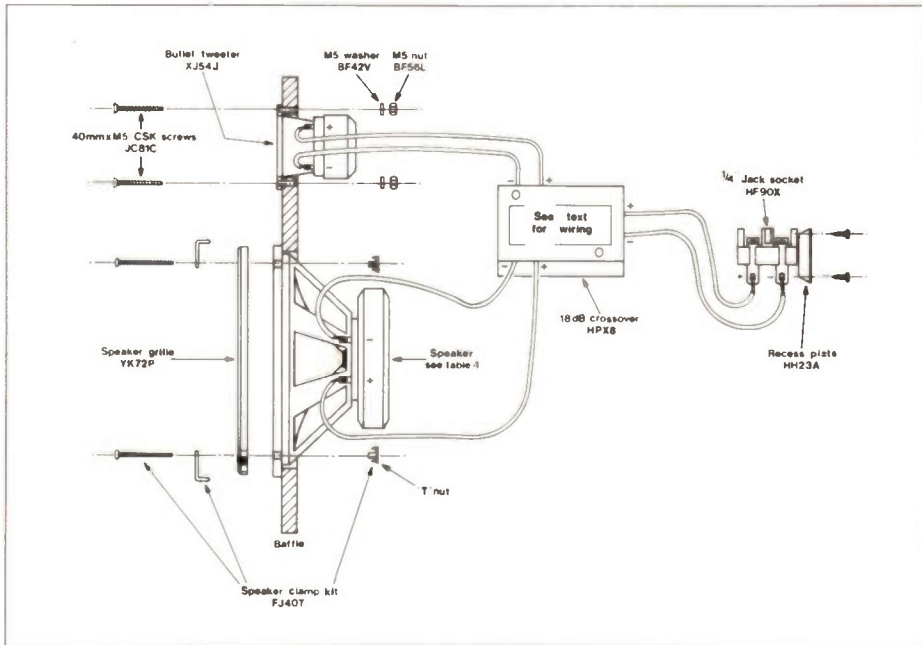 Bullet tweeter
XJ54J
M5 washer
BF42V
M5 nut
BF56L
40mm x M5 CSK screws
JC81C
+
-
-
+
See text
for wiring
+
-
1/4 Jack socket
HF90X
18dB crossover
HPX8
Recess plate
HH23A
-
+
-
+
Speaker grille
YK72P
Speaker
see table 1
'T' nut
Baffle
Speaker clamp kit
FJ40T